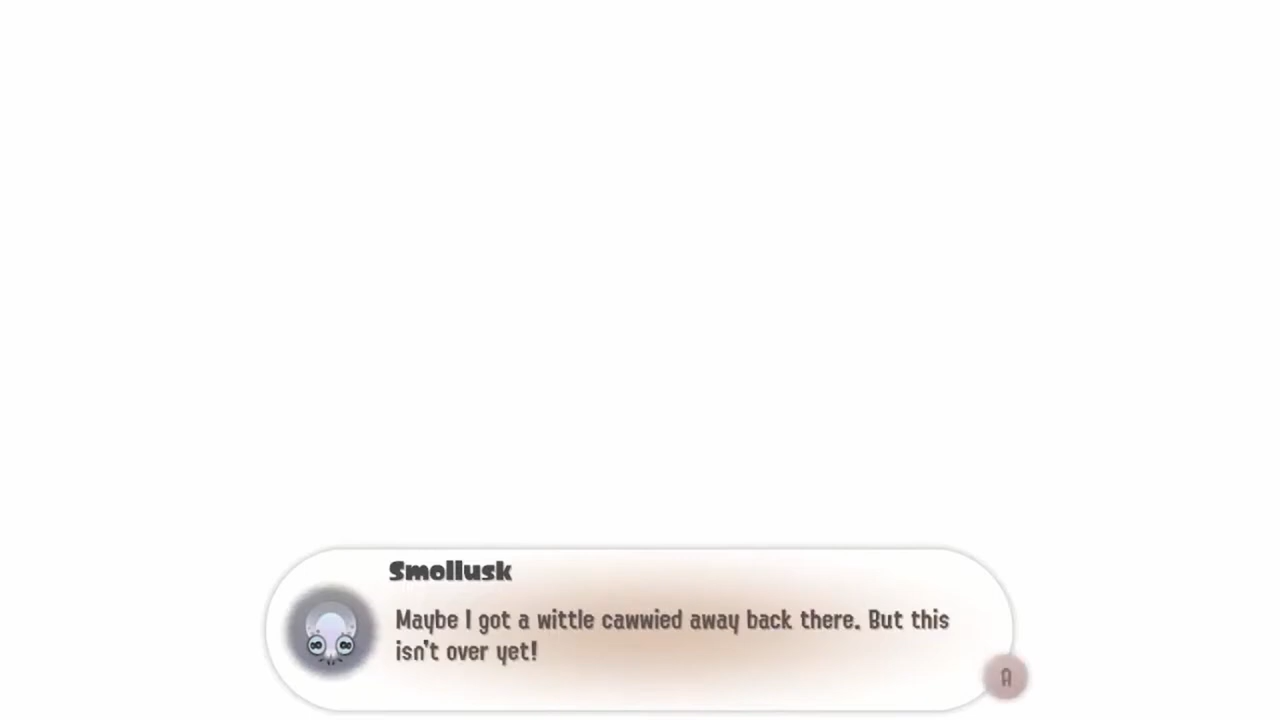 Smollusk
Maybe I got a wittle cawwied away back there. But this
isn't over yet!
A